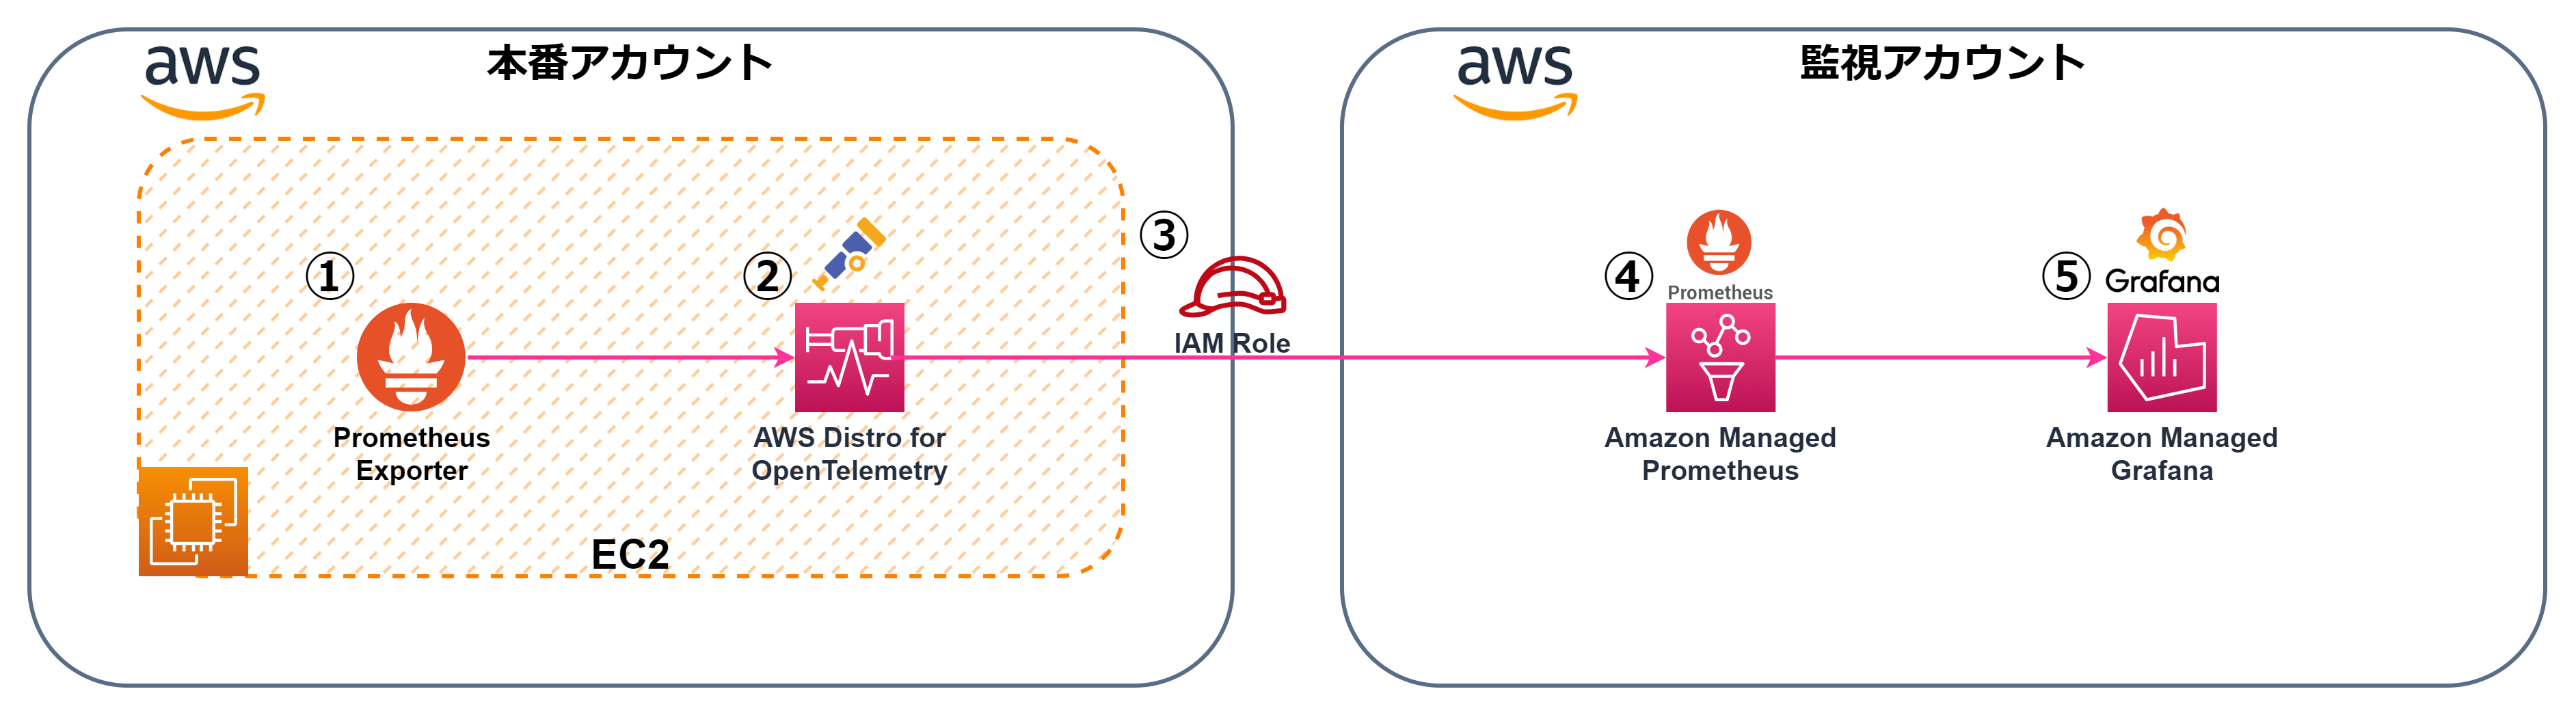 aws
本番アカウント
①
Prometheus
Exporter
②
AWS Distro for
OpenTelemetry
EC2
③
IAM Role
aws
監視アカウント
④
Prometheus
Amazon Managed
Prometheus
⑤
Grafana
Amazon Managed
Grafana